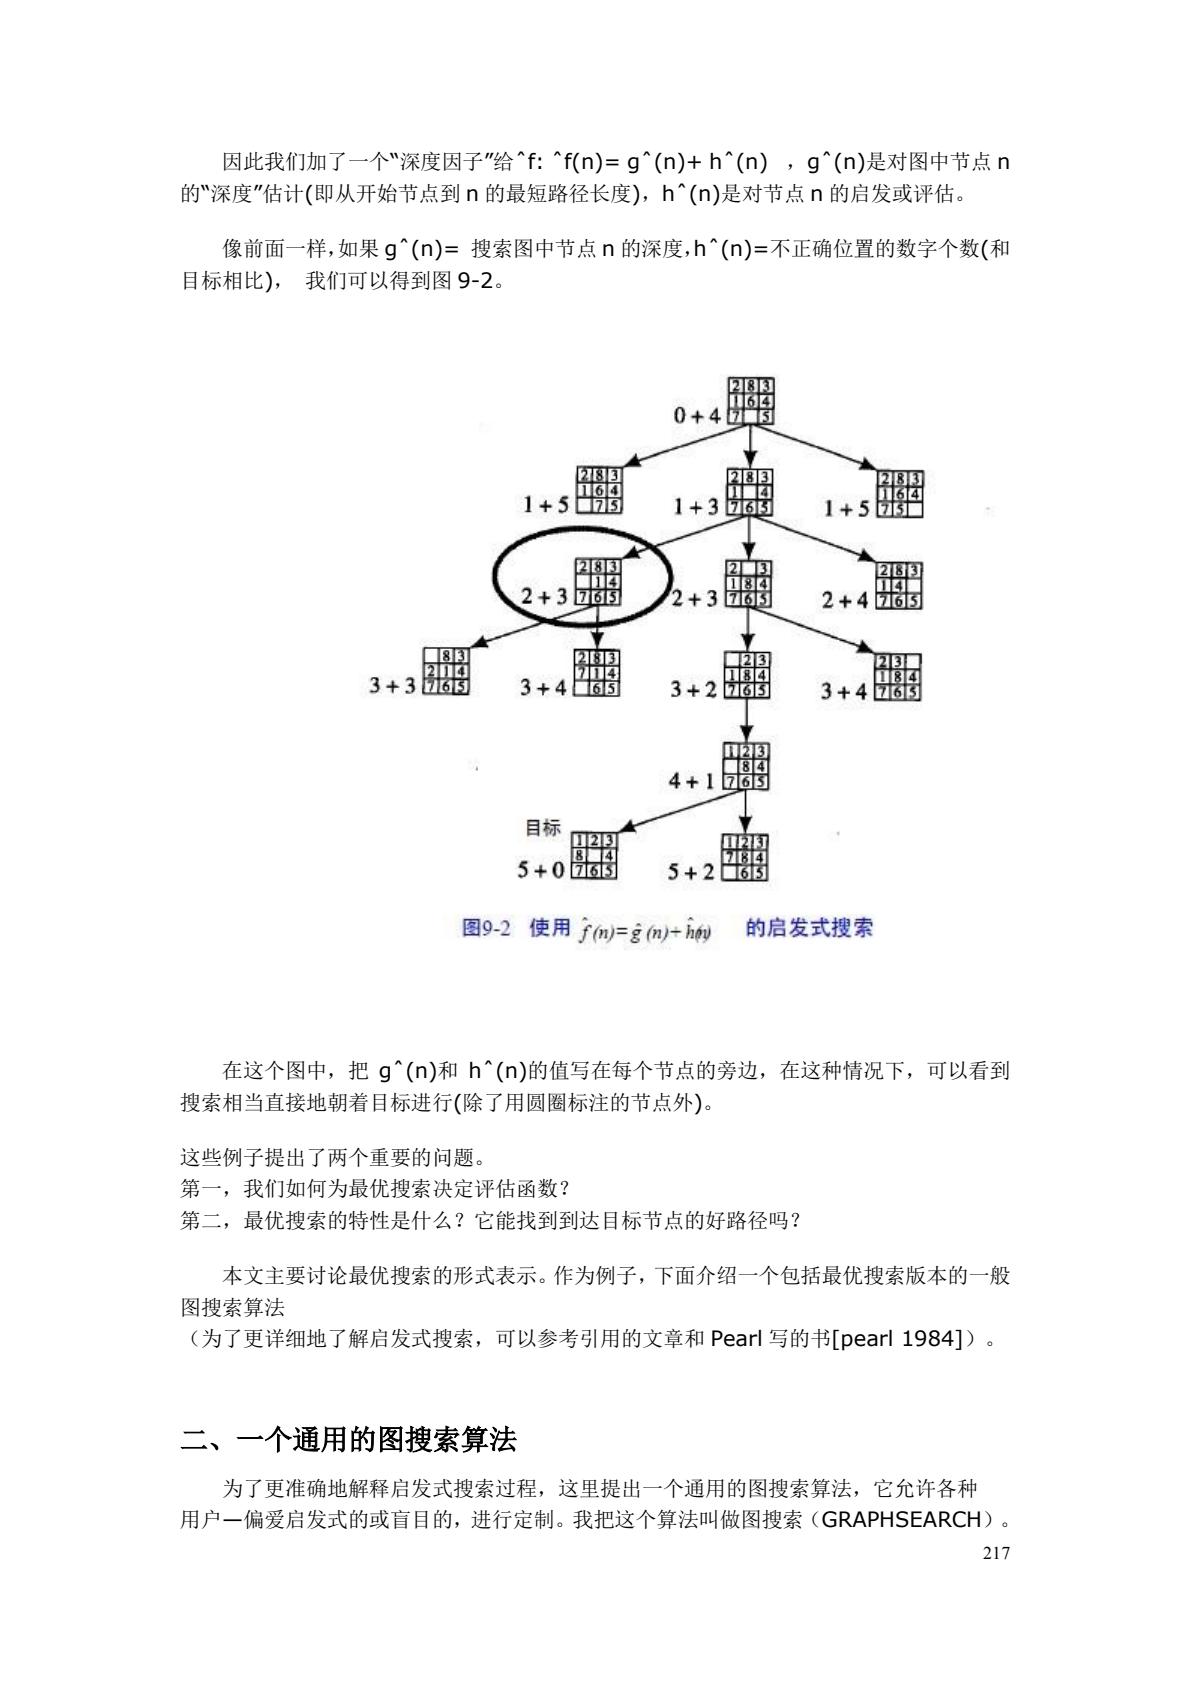 因此我们加了一个“深度因子”给^f: ^f(n)= g^(n)+ h^(n) ，g^(n)是对图中节点 n
的“深度”估计(即从开始节点到 n 的最短路径长度)，h^(n)是对节点 n 的启发或评估。
像前面一样，如果 g^(n)= 搜索图中节点 n 的深度，h^(n)=不正确位置的数字个数(和
目标相比)， 我们可以得到图 9-2。
2 8 3
1 6 4
0 + 4 7 5
2 8 3 2 8 3 2 8 3
1 6 4 1 4 1 6 4
1 + 5 7 5 1 + 3 7 6 5 1 + 5 7 5
2 8 3 2 3 2 8 3
1 4 1 8 4 1 4
2 + 3 7 6 5 2 + 3 7 6 5 2 + 4 7 6 5
8 3 2 8 3 2 3 2 3
2 1 4 7 1 4 1 8 4 1 8 4
3 + 3 7 6 5 3 + 4 6 5 3 + 2 7 6 5 3 + 4 7 6 5
1 2 3
8 4
4 + 1 7 6 5
目标
1 2 3 1 2 3
8 4 7 8 4
5 + 0 7 6 5 5 + 2 6 5
图9-2 使用 f̂(n)=ĝ(n)+ĥ(n) 的启发式搜索
在这个图中，把 g^(n)和 h^(n)的值写在每个节点的旁边，在这种情况下，可以看到
搜索相当直接地朝着目标进行(除了用圆圈标注的节点外)。
这些例子提出了两个重要的问题。
第一，我们如何为最优搜索决定评估函数？
第二，最优搜索的特性是什么？它能找到到达目标节点的好路径吗？
本文主要讨论最优搜索的形式表示。作为例子，下面介绍一个包括最优搜索版本的一般
图搜索算法
（为了更详细地了解启发式搜索，可以参考引用的文章和 Pearl 写的书[pearl 1984]）。
二、一个通用的图搜索算法
为了更准确地解释启发式搜索过程，这里提出一个通用的图搜索算法，它允许各种
用户—偏爱启发式的或盲目的，进行定制。我把这个算法叫做图搜索（GRAPHSEARCH）。
217